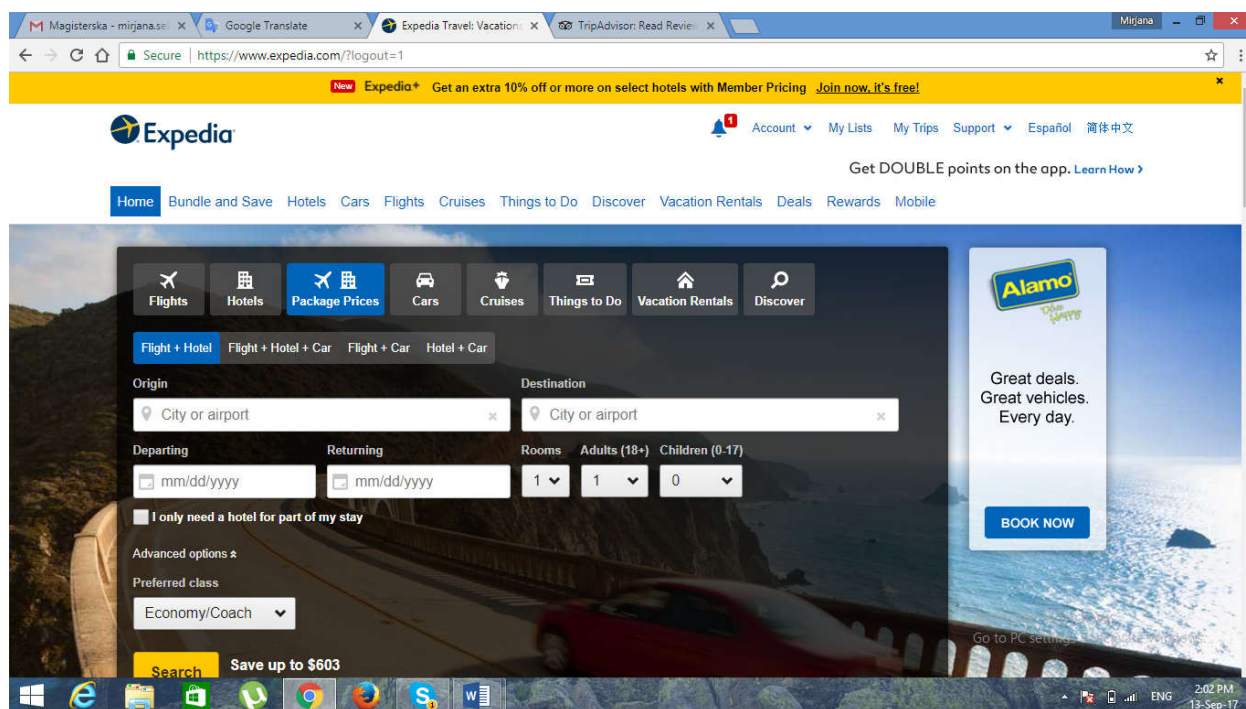 Magisterska - mirjana.se Google Translate Expedia Travel: Vacations TripAdvisor: Read Review Mirjana
Secure https://www.expedia.com/?logout=1
New Expedia+ Get an extra 10% off or more on select hotels with Member Pricing Join now, it's free!
Expedia 1 Account My Lists My Trips Support Español 简体中文
Get DOUBLE points on the app. Learn How
Home Bundle and Save Hotels Cars Flights Cruises Things to Do Discover Vacation Rentals Deals Rewards Mobile
Flights Hotels Package Prices Cars Cruises Things to Do Vacation Rentals Discover
Alamo
Drive Happy
Flight + Hotel Flight + Hotel + Car Flight + Car Hotel + Car
Origin Destination
City or airport City or airport
Great deals.
Great vehicles.
Every day.
Departing Returning Rooms Adults (18+) Children (0-17)
mm/dd/yyyy mm/dd/yyyy 1 1 0
I only need a hotel for part of my stay
BOOK NOW
Advanced options
Preferred class
Economy/Coach
Go to PC settings
Search Save up to $603
ENG 2:02 PM
13-Sep-17